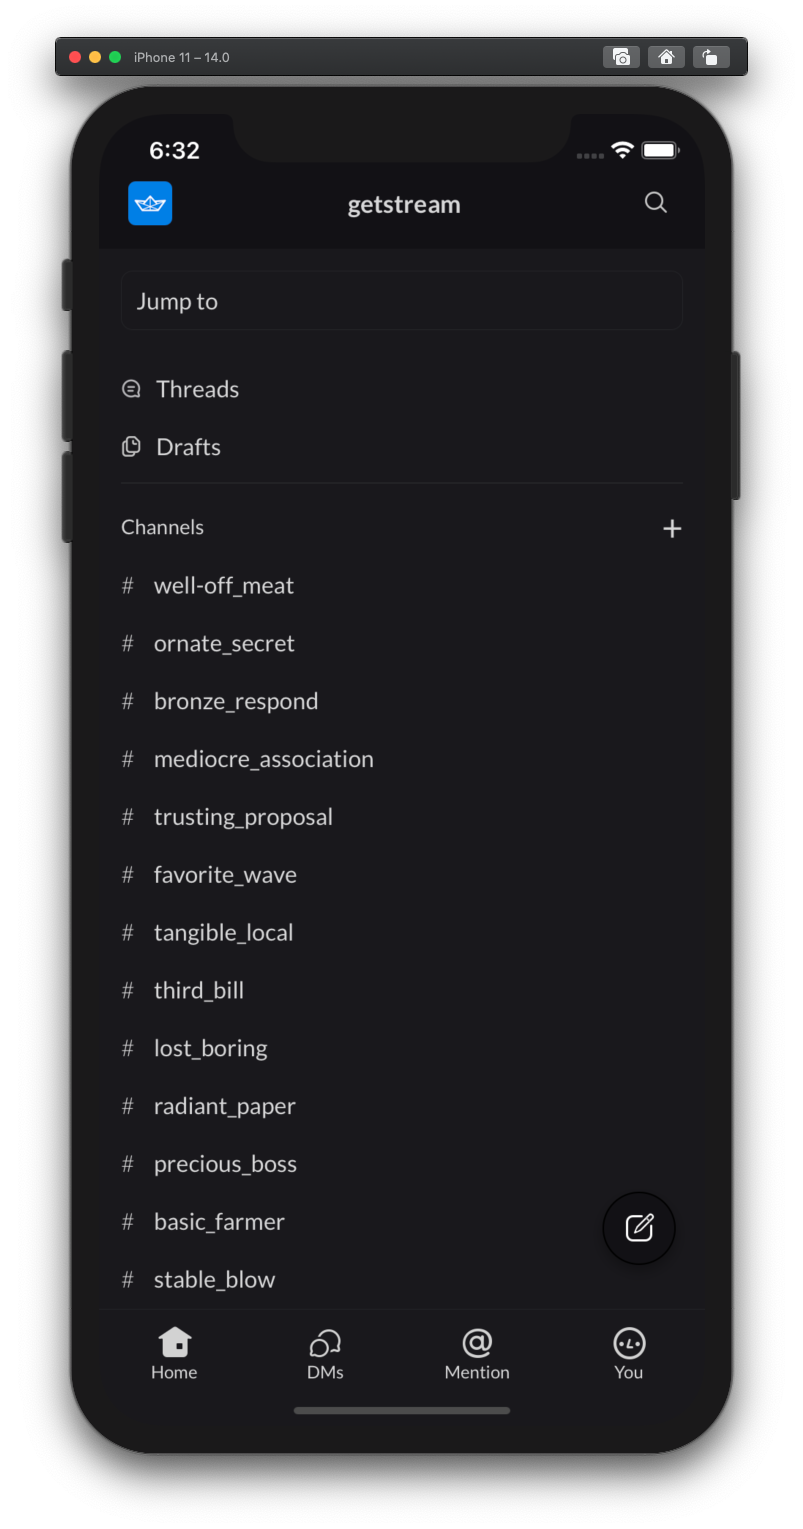 iPhone 11 – 14.0
6:32
getstream
Jump to
Threads
Drafts
Channels
# well-off_meat
# ornate_secret
# bronze_respond
# mediocre_association
# trusting_proposal
# favorite_wave
# tangible_local
# third_bill
# lost_boring
# radiant_paper
# precious_boss
# basic_farmer
# stable_blow
Home DMs Mention You